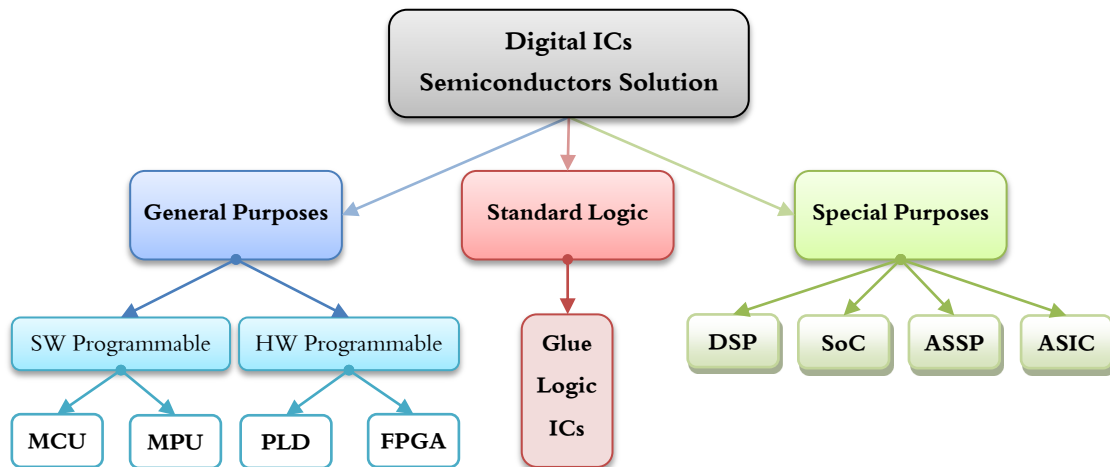 Digital ICs
Semiconductors Solution
General Purposes
Standard Logic
Special Purposes
SW Programmable
HW Programmable
Glue
Logic
ICs
DSP
SoC
ASSP
ASIC
MCU
MPU
PLD
FPGA